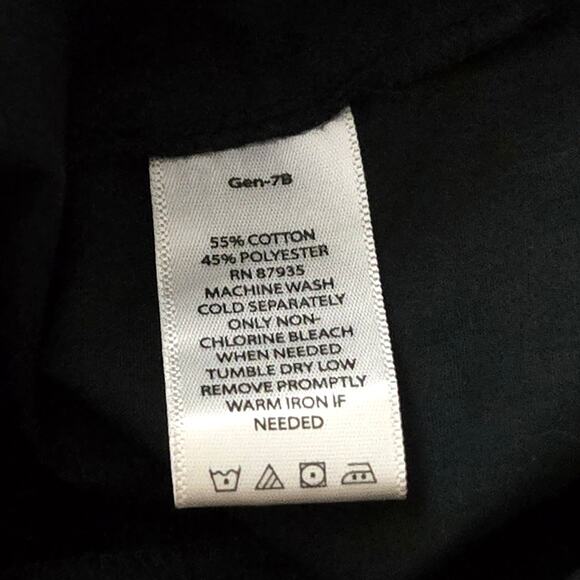 Gen-7B
55% COTTON
45% POLYESTER
RN 87935
MACHINE WASH
COLD SEPARATELY
ONLY NON-
CHLORINE BLEACH
WHEN NEEDED
TUMBLE DRY LOW
REMOVE PROMPTLY
WARM IRON IF
NEEDED